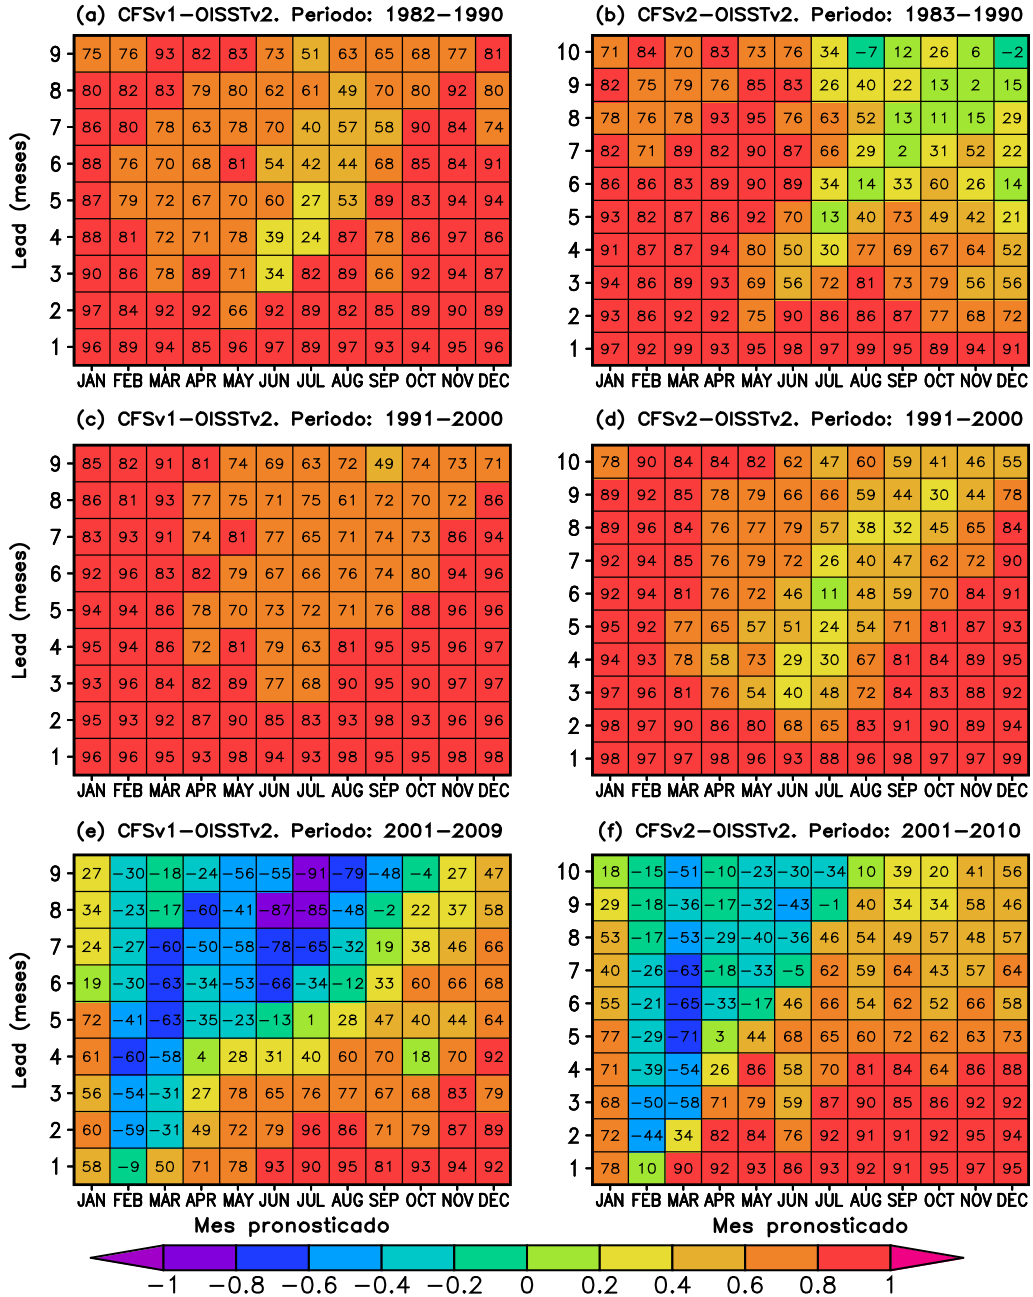 (a) CFSv1−OISSTv2. Periodo: 1982−1990
(b) CFSv2−OISSTv2. Periodo: 1983−1990
Lead (meses)
9 75 76 93 82 83 73 51 63 65 68 77 81
8 80 82 83 79 80 62 61 49 70 80 92 80
7 86 80 78 63 78 70 40 57 58 90 84 74
6 88 76 70 68 81 54 42 44 68 85 84 91
5 87 79 72 67 70 60 27 53 89 83 94 94
4 88 81 72 71 78 39 24 87 78 86 97 86
3 90 86 78 89 71 34 82 89 66 92 94 87
2 97 84 92 92 66 92 89 82 85 89 90 89
1 96 89 94 85 96 97 89 97 93 94 95 96
JAN FEB MAR APR MAY JUN JUL AUG SEP OCT NOV DEC
10 71 84 70 83 73 76 34 −7 12 26 6 −2
9 82 75 79 76 85 83 26 40 22 13 2 15
8 78 76 78 93 95 76 63 52 13 11 15 29
7 82 71 89 82 90 87 66 29 2 31 52 22
6 86 86 83 89 90 89 34 14 33 60 26 14
5 93 82 87 86 92 70 13 40 73 49 42 21
4 91 87 87 94 80 50 30 77 69 67 64 52
3 94 86 89 93 69 56 72 81 73 79 56 56
2 93 86 92 92 75 90 86 86 87 77 68 72
1 97 92 99 93 95 98 97 99 95 89 94 91
JAN FEB MAR APR MAY JUN JUL AUG SEP OCT NOV DEC
(c) CFSv1−OISSTv2. Periodo: 1991−2000
(d) CFSv2−OISSTv2. Periodo: 1991−2000
Lead (meses)
9 85 82 91 81 74 69 63 72 49 74 73 71
8 86 81 93 77 75 71 75 61 72 70 72 86
7 83 93 91 74 81 77 65 71 74 73 86 94
6 92 96 83 82 79 67 66 76 74 80 94 96
5 94 94 86 78 70 73 72 71 76 88 96 96
4 95 94 86 72 81 79 63 81 95 95 96 96
3 93 96 84 82 89 77 68 90 95 90 97 97
2 95 93 92 87 90 85 83 93 98 93 96 96
1 96 96 95 93 98 94 93 98 95 95 98 98
JAN FEB MAR APR MAY JUN JUL AUG SEP OCT NOV DEC
10 78 90 84 84 82 62 47 60 59 41 46 55
9 89 92 85 78 79 66 66 59 44 30 44 78
8 89 96 84 76 77 79 57 38 32 45 65 84
7 92 94 85 76 79 72 26 40 47 62 72 90
6 92 94 81 76 72 46 11 48 59 70 84 91
5 95 92 77 65 57 51 24 54 71 81 87 93
4 94 93 78 58 73 29 30 67 81 84 89 95
3 97 96 81 76 54 40 48 72 84 83 88 92
2 98 97 90 86 80 68 65 83 91 90 89 94
1 98 97 97 98 96 93 88 96 98 97 97 99
JAN FEB MAR APR MAY JUN JUL AUG SEP OCT NOV DEC
(e) CFSv1−OISSTv2. Periodo: 2001−2009
(f) CFSv2−OISSTv2. Periodo: 2001−2010
Lead (meses)
9 27 −30 −18 −24 −56 −55 −91 −79 −48 −4 27 47
8 34 −23 −17 −60 −41 −87 −85 −48 −2 22 37 58
7 24 −27 −60 −50 −58 −78 −65 −32 19 38 46 66
6 19 −30 −63 −34 −53 −66 −34 −12 33 60 66 68
5 72 −41 −63 −35 −23 −13 1 28 47 40 44 64
4 61 −60 −58 4 28 31 40 60 70 18 70 92
3 56 −54 −31 27 78 65 76 77 67 68 83 79
2 60 −59 −31 49 72 79 96 86 71 79 87 89
1 58 −9 50 71 78 93 90 95 81 93 94 92
JAN FEB MAR APR MAY JUN JUL AUG SEP OCT NOV DEC
Mes pronosticado
10 18 −15 −51 −10 −23 −30 −34 10 39 20 41 56
9 29 −18 −36 −17 −32 −43 −1 40 34 34 58 46
8 53 −17 −53 −29 −40 −36 46 54 49 57 48 57
7 40 −26 −63 −18 −33 −5 62 59 64 43 57 64
6 55 −21 −65 −33 −17 46 66 54 62 52 66 58
5 77 −29 −71 3 44 68 65 60 72 62 63 73
4 71 −39 −54 26 86 58 70 81 84 64 86 88
3 68 −50 −58 71 79 59 87 90 85 86 92 92
2 72 −44 34 82 84 76 92 91 91 92 95 94
1 78 10 90 92 93 86 93 92 91 95 97 95
JAN FEB MAR APR MAY JUN JUL AUG SEP OCT NOV DEC
Mes pronosticado
−1 −0.8 −0.6 −0.4 −0.2 0 0.2 0.4 0.6 0.8 1